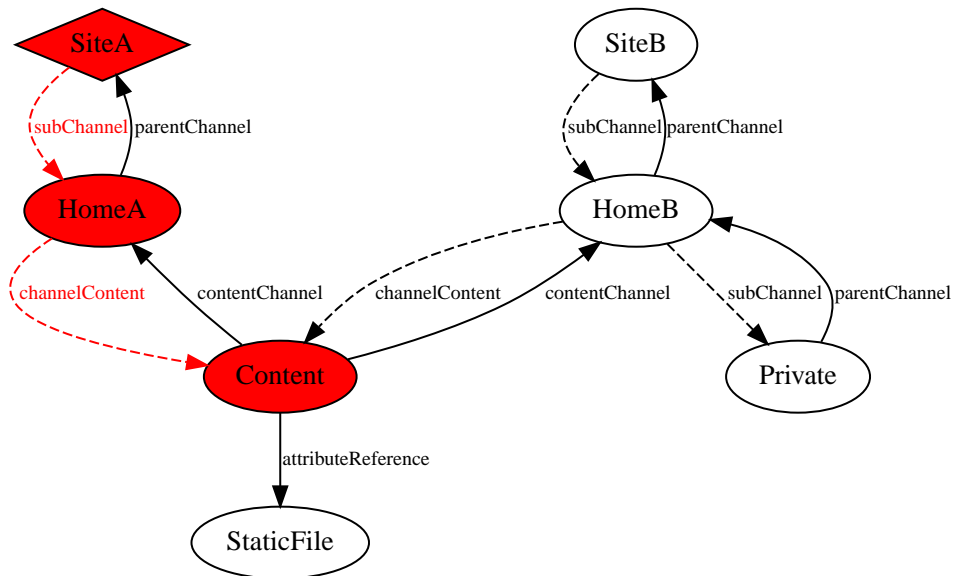 SiteA
SiteB
subChannel
parentChannel
subChannel
parentChannel
HomeA
HomeB
channelContent
contentChannel
channelContent
contentChannel
subChannel
parentChannel
Content
Private
attributeReference
StaticFile